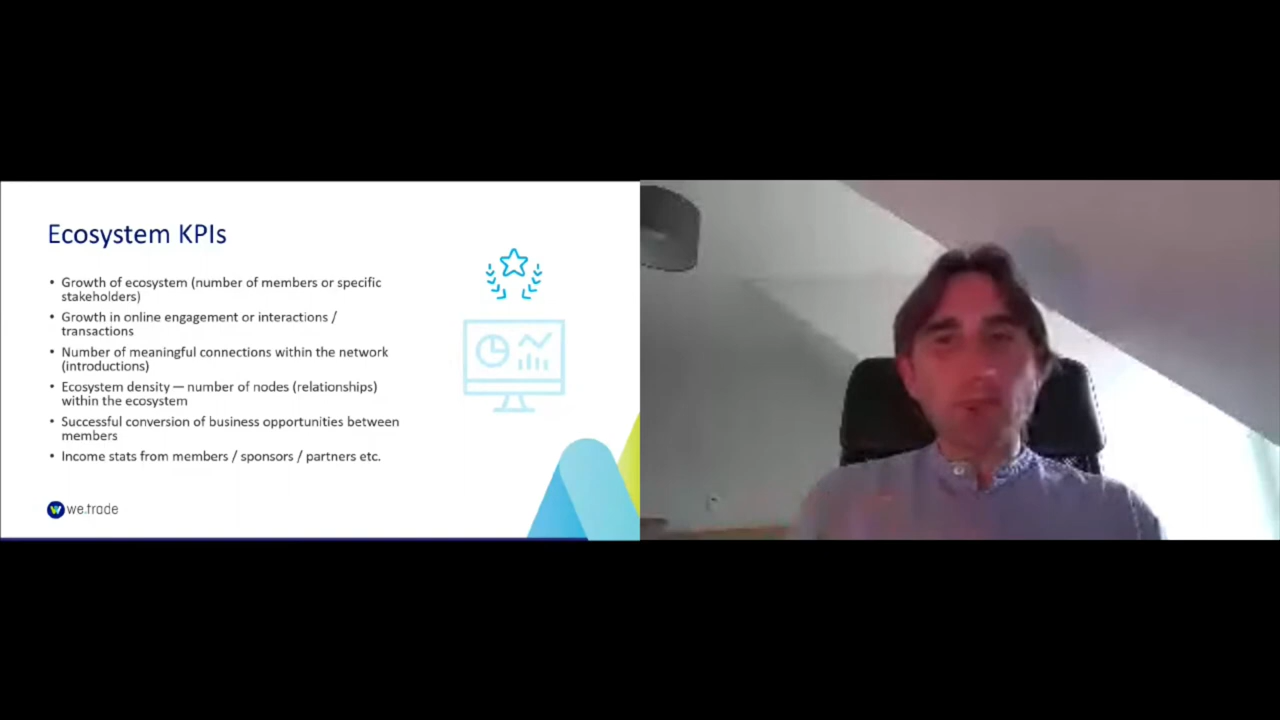 Ecosystem KPIs
• Growth of ecosystem (number of members or specific
stakeholders)
• Growth in online engagement or interactions /
transactions
• Number of meaningful connections within the network
(introductions)
• Ecosystem density — number of nodes (relationships)
within the ecosystem
• Successful conversion of business opportunities between
members
• Income stats from members / sponsors / partners etc.
we.trade